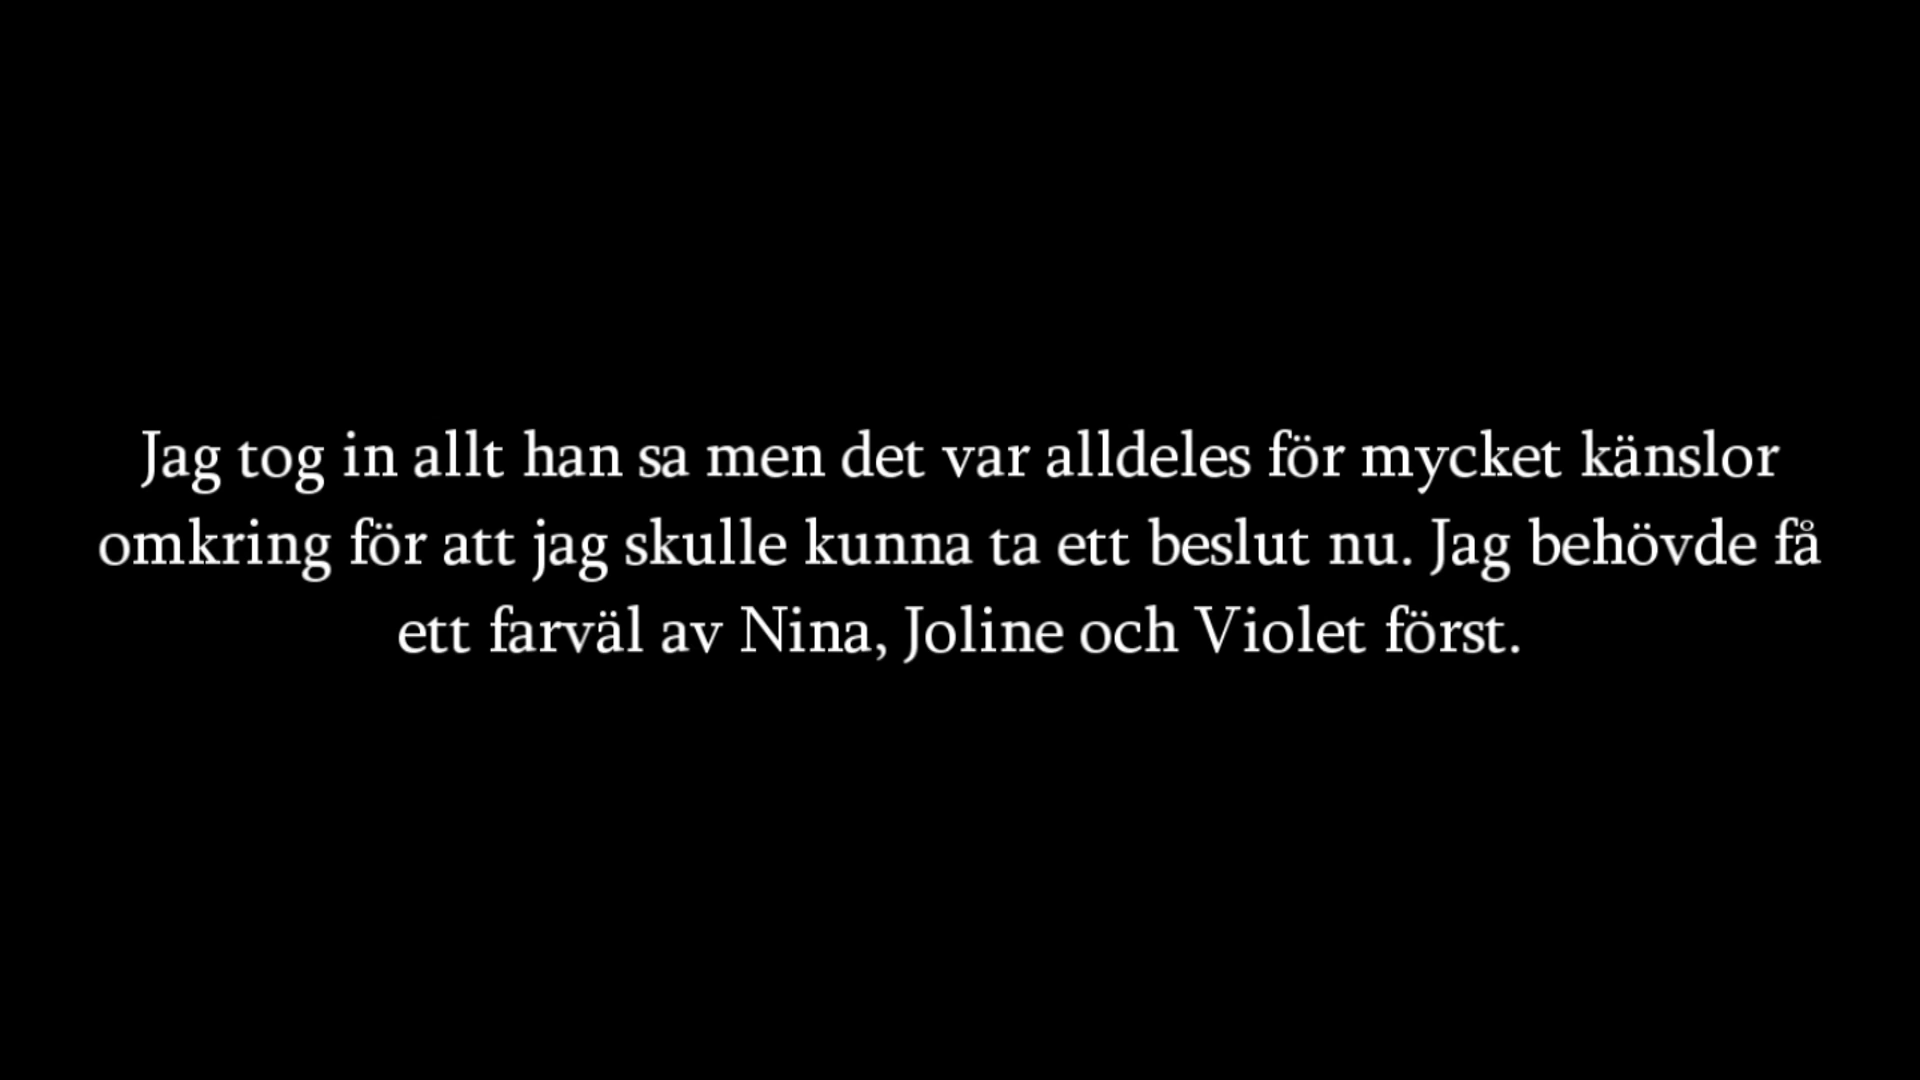 Jag tog in allt han sa men det var alldeles för mycket känslor
omkring för att jag skulle kunna ta ett beslut nu. Jag behövde få
ett farväl av Nina, Joline och Violet först.